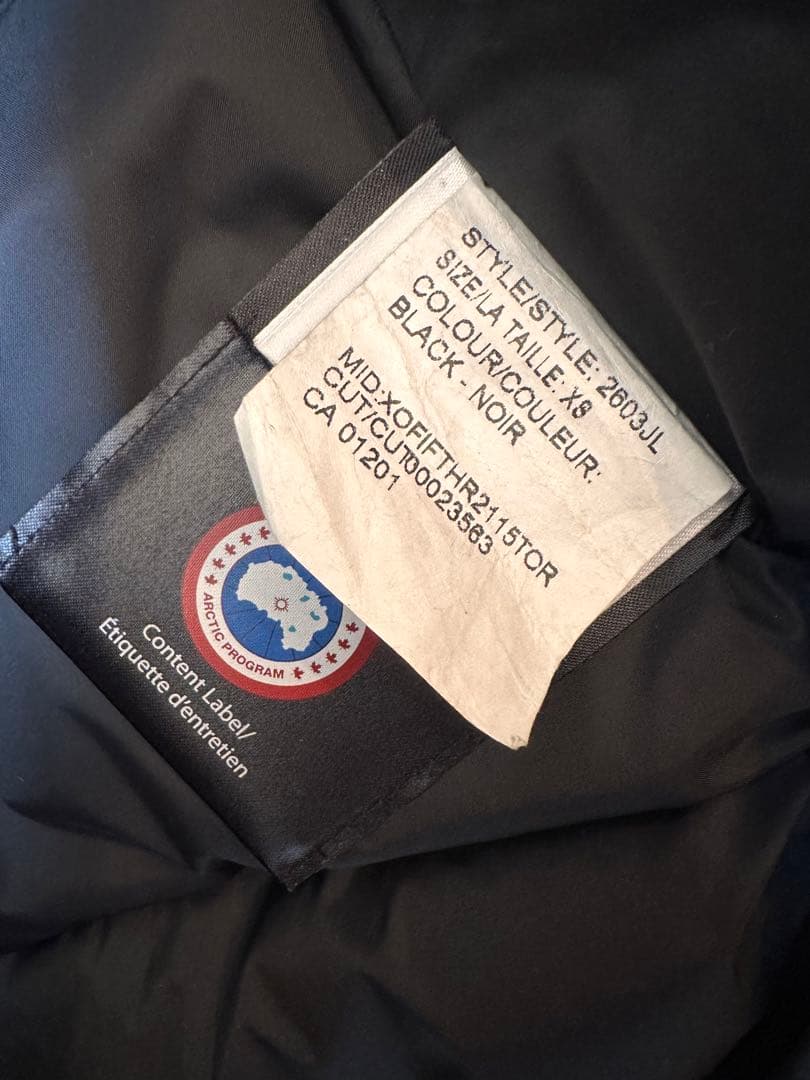 STYLE/STYLE: 2603JL
SIZE/LA TAILLE: XS
COLOUR/COULEUR:
BLACK - NOIR
MID:XOFIFTHR2115TOR
CUT/CUT00023563
CA 01201
ARCTIC PROGRAM
Content Label/
Étiquette d'entretien